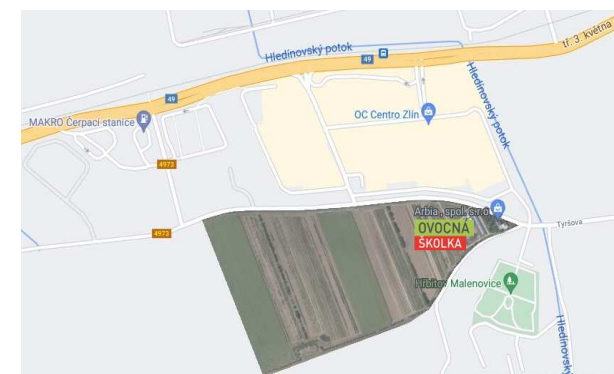 Hledínovský potok
tř. 3. května
49
49
Hledínovský potok
OC Centro Zlín
MAKRO Čerpací stanice
4973
Arbia, spol. s.r.o
OVOCNÁ
ŠKOLKA
Tyršova
4973
Hřbitov Malenovice
Hledínovský